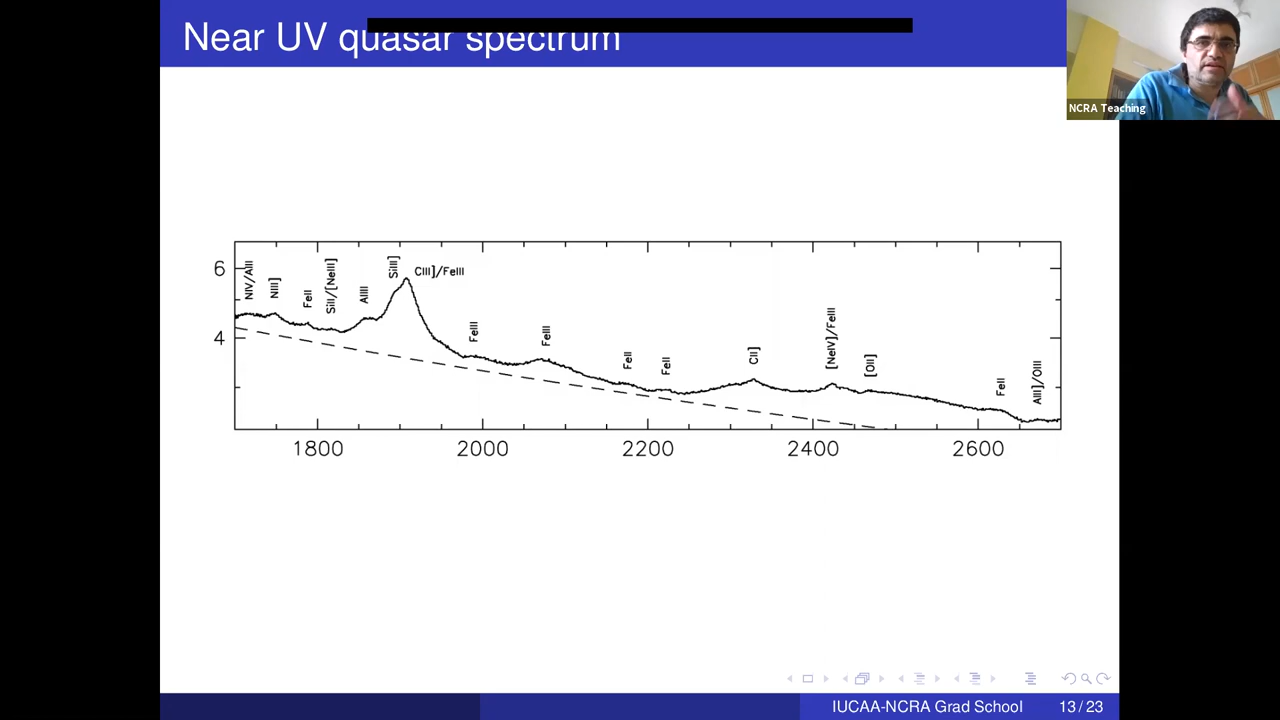 Near UV quasar spectrum
NCRA Teaching
6
4
NIV/AlII
NIII]
FeII
SiII/[NeIII]
AlIII
SiIII]
CIII]/FeIII
FeIII
FeIII
FeII
FeII
CII]
[NeIV]/FeIII
[OII]
FeII
AlII]/OIII
1800 2000 2200 2400 2600
IUCAA-NCRA Grad School 13 / 23